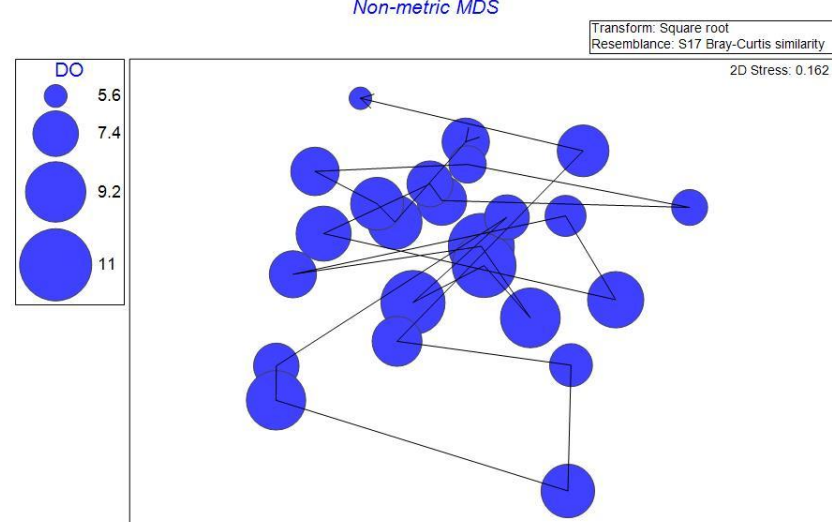 Non-metric MDS
Transform: Square root
Resemblance: S17 Bray-Curtis similarity
2D Stress: 0.162
DO
5.6
7.4
9.2
11